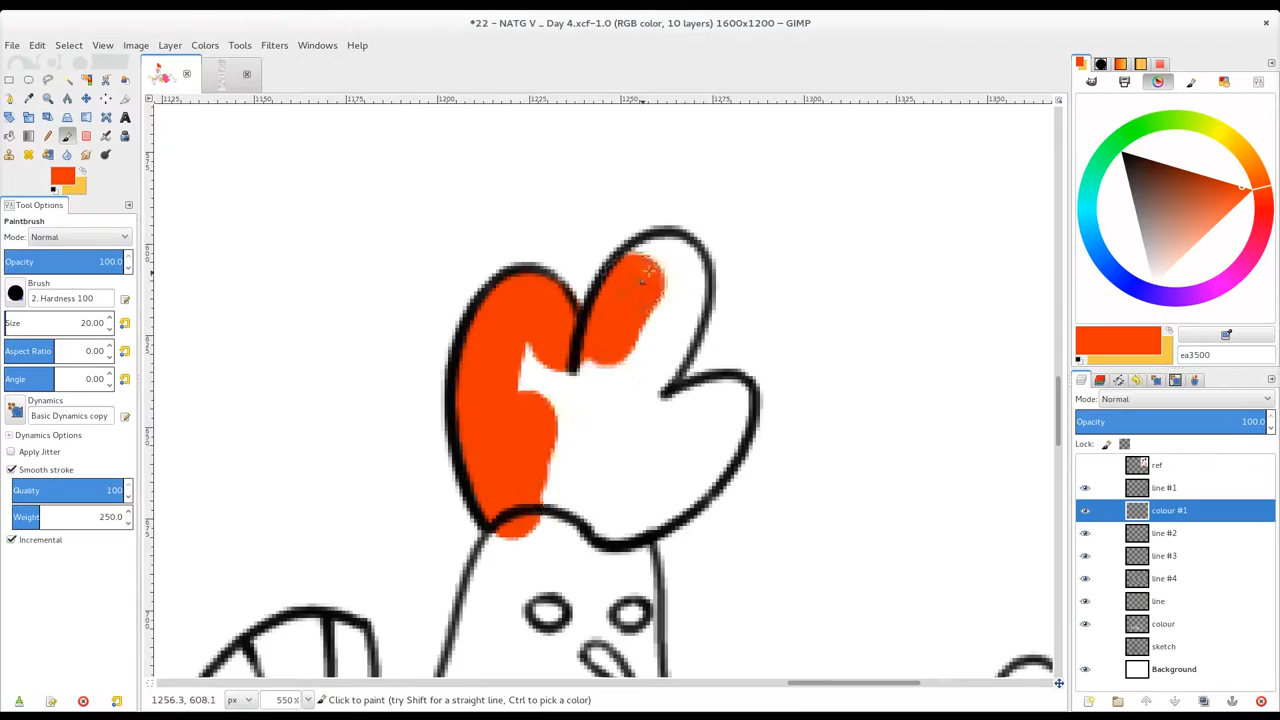 *22 – NATG V _ Day 4.xcf-1.0 (RGB color, 10 layers) 1600x1200 – GIMP
File Edit Select View Image Layer Colors Tools Filters Windows Help
1125 1150 1175 1200 1225 1250 1275 1300 1325 1350
Tool Options
Paintbrush
Mode: Normal
Opacity 100.0
Brush
2. Hardness 100
Size 20.00
Aspect Ratio 0.00
Angle 0.00
Dynamics
Basic Dynamics copy
Dynamics Options
Apply Jitter
Smooth stroke
Quality 100
Weight 250.0
Incremental
1256.3, 608.1 px 550% Click to paint (try Shift for a straight line, Ctrl to pick a color)
ea3500
Mode: Normal
Opacity 100.0
Lock:
ref
line #1
colour #1
line #2
line #3
line #4
line
colour
sketch
Background